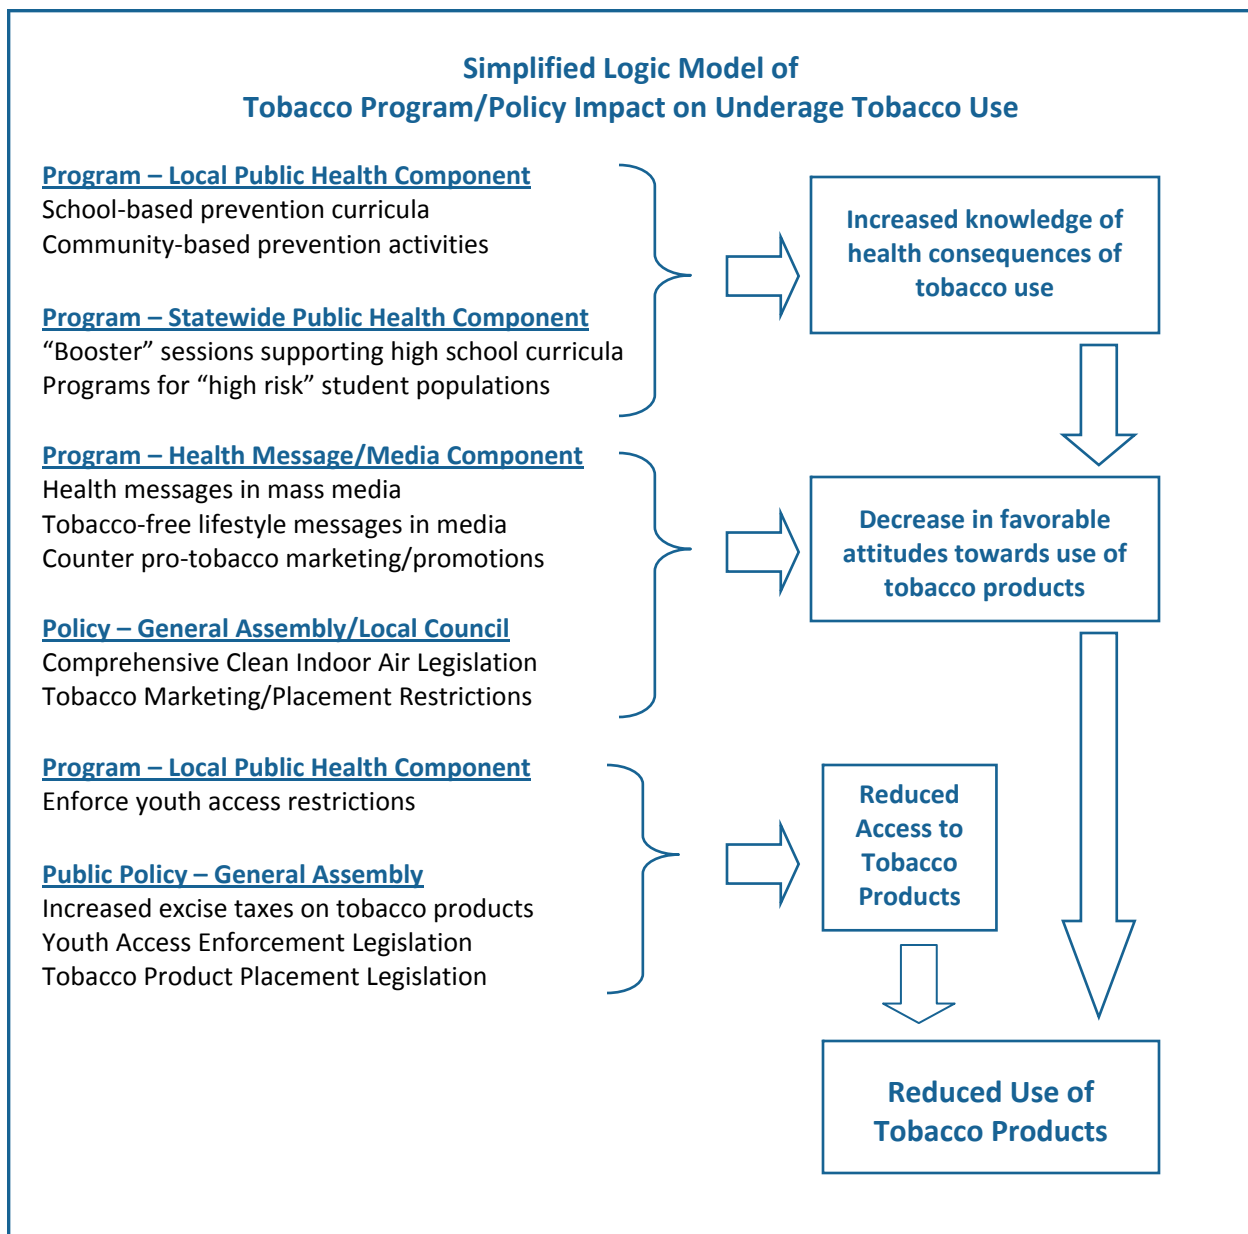 Simplified Logic Model of
Tobacco Program/Policy Impact on Underage Tobacco Use
Program – Local Public Health Component
School-based prevention curricula
Community-based prevention activities
Program – Statewide Public Health Component
“Booster” sessions supporting high school curricula
Programs for “high risk” student populations
Increased knowledge of
health consequences of
tobacco use
Program – Health Message/Media Component
Health messages in mass media
Tobacco-free lifestyle messages in media
Counter pro-tobacco marketing/promotions
Policy – General Assembly/Local Council
Comprehensive Clean Indoor Air Legislation
Tobacco Marketing/Placement Restrictions
Decrease in favorable
attitudes towards use of
tobacco products
Program – Local Public Health Component
Enforce youth access restrictions
Public Policy – General Assembly
Increased excise taxes on tobacco products
Youth Access Enforcement Legislation
Tobacco Product Placement Legislation
Reduced
Access to
Tobacco
Products
Reduced Use of
Tobacco Products